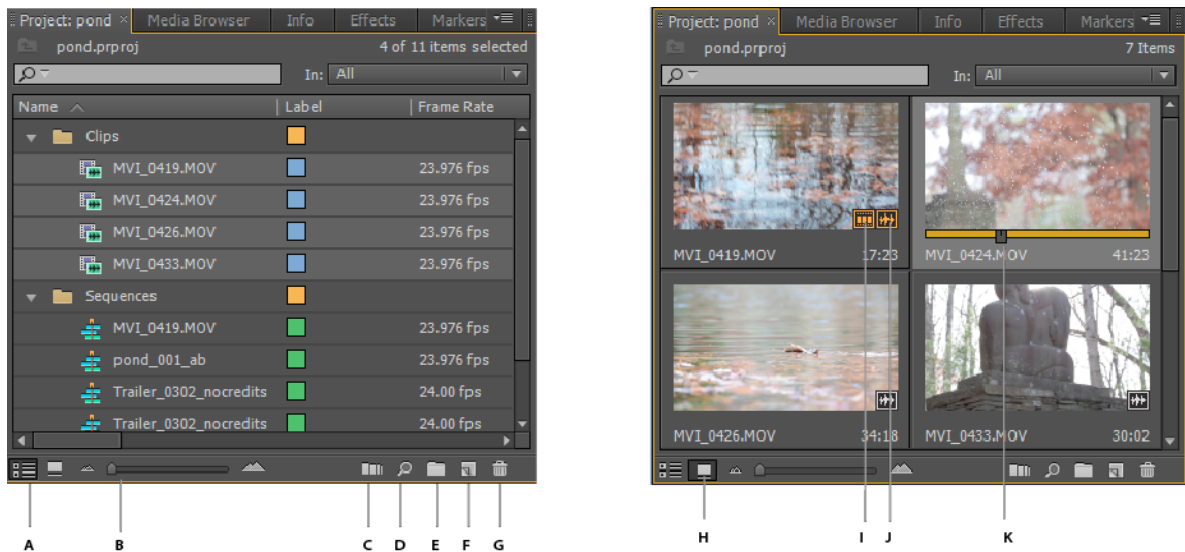 Project: pond × Media Browser Info Effects Markers
pond.prproj 4 of 11 items selected
In: All
Name Label Frame Rate
Clips
MVI_0419.MOV 23.976 fps
MVI_0424.MOV 23.976 fps
MVI_0426.MOV 23.976 fps
MVI_0433.MOV 23.976 fps
Sequences
MVI_0419.MOV 23.976 fps
pond_001_ab 23.976 fps
Trailer_0302_nocredits 24.00 fps
Trailer_0302_nocredits 24.00 fps
A B C D E F G
Project: pond × Media Browser Info Effects Markers
pond.prproj 7 Items
In: All
MVI_0419.MOV 17:23 MVI_0424.MOV 41:23
MVI_0426.MOV 34:18 MVI_0433.MOV 30:02
H I J K